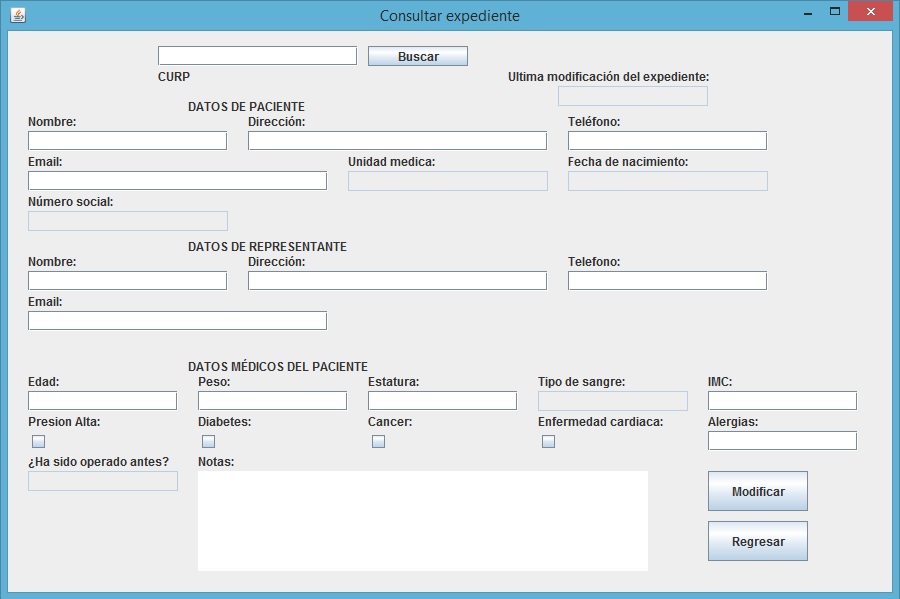 Consultar expediente
Buscar
CURP
Ultima modificación del expediente:
DATOS DE PACIENTE
Nombre: Dirección: Teléfono:
Email: Unidad medica: Fecha de nacimiento:
Número social:
DATOS DE REPRESENTANTE
Nombre: Dirección: Telefono:
Email:
DATOS MÉDICOS DEL PACIENTE
Edad: Peso: Estatura: Tipo de sangre: IMC:
Presion Alta: Diabetes: Cancer: Enfermedad cardiaca: Alergias:
¿Ha sido operado antes? Notas:
Modificar
Regresar